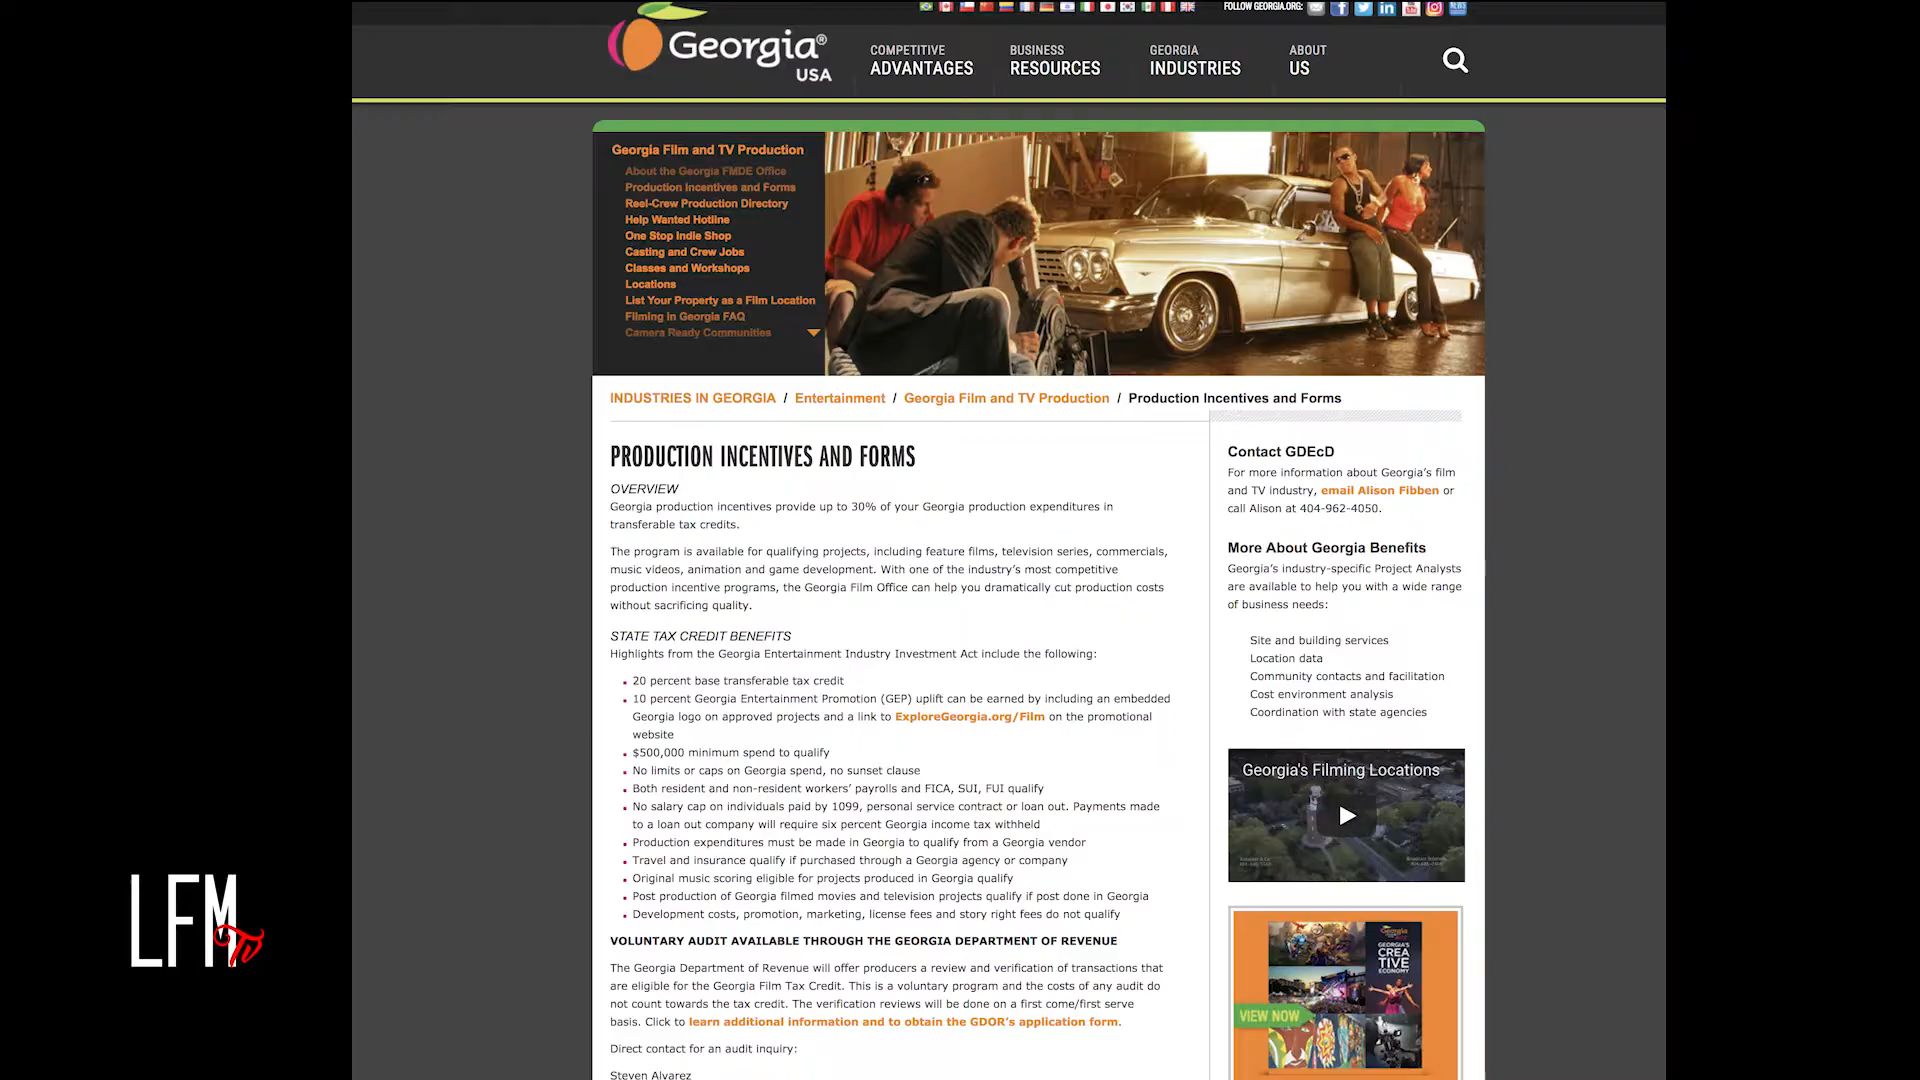 FOLLOW GEORGIA.ORG:
Georgia®
USA
COMPETITIVE
ADVANTAGES
BUSINESS
RESOURCES
GEORGIA
INDUSTRIES
ABOUT
US
Georgia Film and TV Production
About the Georgia FMDE Office
Production Incentives and Forms
Reel-Crew Production Directory
Help Wanted Hotline
One Stop Indie Shop
Casting and Crew Jobs
Classes and Workshops
Locations
List Your Property as a Film Location
Filming in Georgia FAQ
Camera Ready Communities
INDUSTRIES IN GEORGIA / Entertainment / Georgia Film and TV Production / Production Incentives and Forms
PRODUCTION INCENTIVES AND FORMS
OVERVIEW
Georgia production incentives provide up to 30% of your Georgia production expenditures in
transferable tax credits.
The program is available for qualifying projects, including feature films, television series, commercials,
music videos, animation and game development. With one of the industry's most competitive
production incentive programs, the Georgia Film Office can help you dramatically cut production costs
without sacrificing quality.
STATE TAX CREDIT BENEFITS
Highlights from the Georgia Entertainment Industry Investment Act include the following:
20 percent base transferable tax credit
10 percent Georgia Entertainment Promotion (GEP) uplift can be earned by including an embedded
Georgia logo on approved projects and a link to ExploreGeorgia.org/Film on the promotional
website
$500,000 minimum spend to qualify
No limits or caps on Georgia spend, no sunset clause
Both resident and non-resident workers' payrolls and FICA, SUI, FUI qualify
No salary cap on individuals paid by 1099, personal service contract or loan out. Payments made
to a loan out company will require six percent Georgia income tax withheld
Production expenditures must be made in Georgia to qualify from a Georgia vendor
Travel and insurance qualify if purchased through a Georgia agency or company
Original music scoring eligible for projects produced in Georgia qualify
Post production of Georgia filmed movies and television projects qualify if post done in Georgia
Development costs, promotion, marketing, license fees and story right fees do not qualify
VOLUNTARY AUDIT AVAILABLE THROUGH THE GEORGIA DEPARTMENT OF REVENUE
The Georgia Department of Revenue will offer producers a review and verification of transactions that
are eligible for the Georgia Film Tax Credit. This is a voluntary program and the costs of any audit do
not count towards the tax credit. The verification reviews will be done on a first come/first serve
basis. Click to learn additional information and to obtain the GDOR's application form.
Direct contact for an audit inquiry:
Steven Alvarez
Contact GDEcD
For more information about Georgia's film
and TV industry, email Alison Fibben or
call Alison at 404-962-4050.
More About Georgia Benefits
Georgia's industry-specific Project Analysts
are available to help you with a wide range
of business needs:
Site and building services
Location data
Community contacts and facilitation
Cost environment analysis
Coordination with state agencies
Georgia's Filming Locations
Georgia
GEORGIA'S
CREA
TIVE
ECONOMY
VIEW NOW
LFM
TV